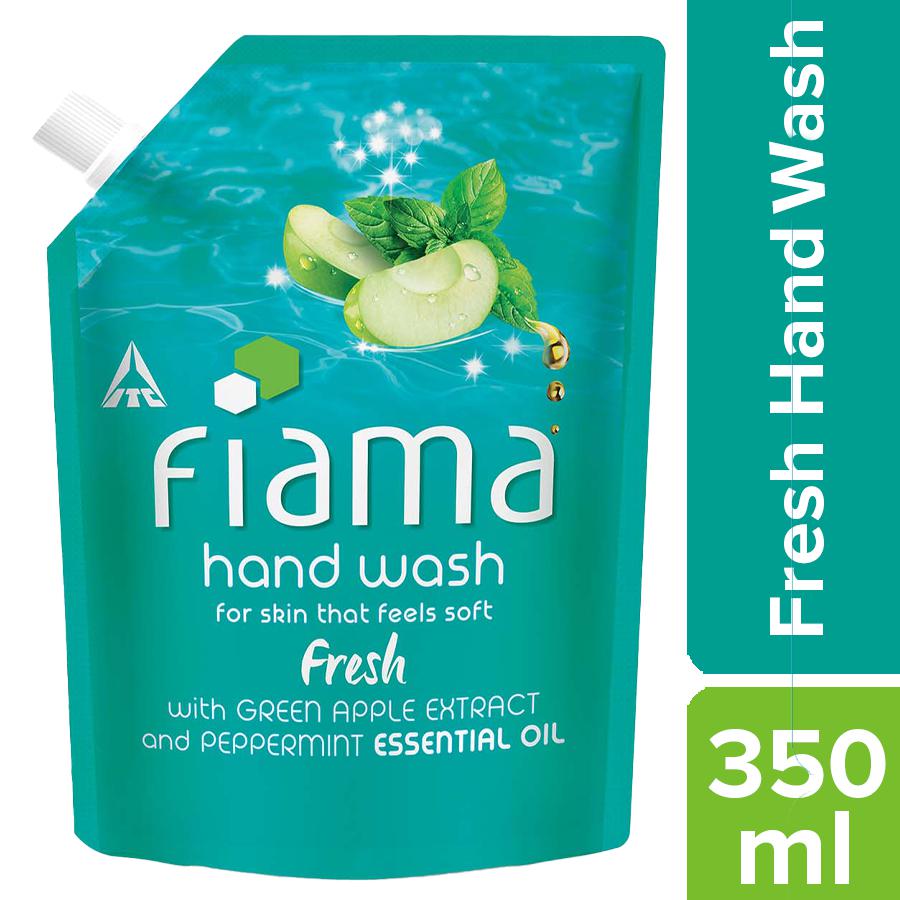 ITC
fiama
hand wash
for skin that feels soft
Fresh
with GREEN APPLE EXTRACT
and PEPPERMINT ESSENTIAL OIL
Fresh Hand Wash
350
ml